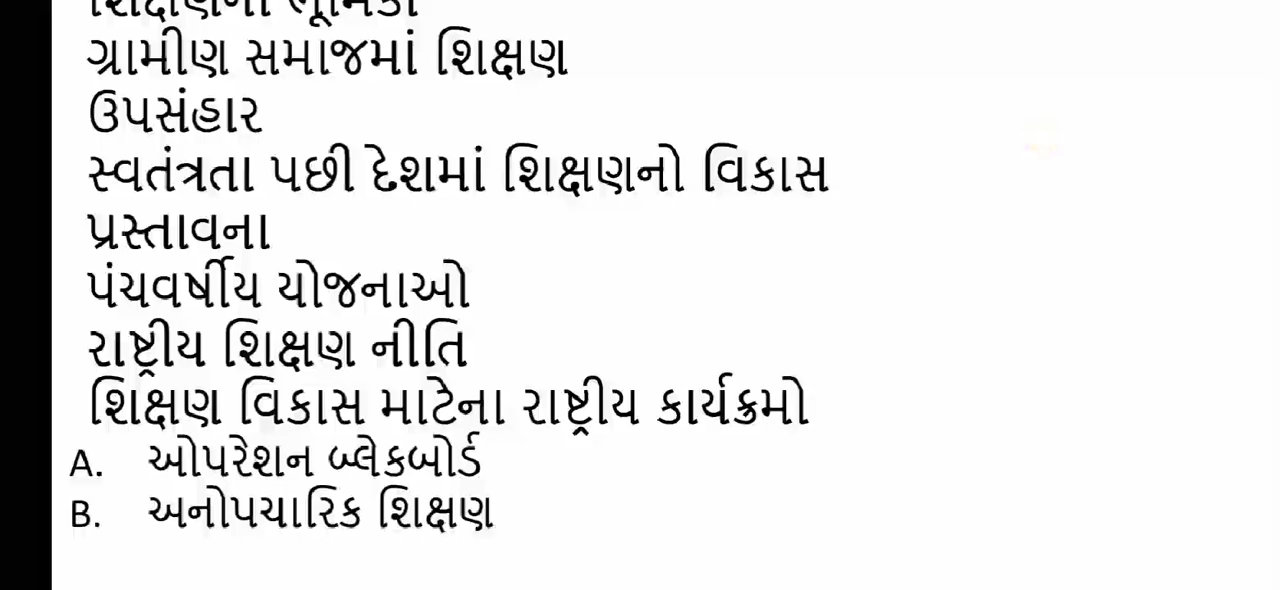 શિક્ષણની ભૂમિકા
ગ્રામીણ સમાજમાં શિક્ષણ
ઉપસંહાર
સ્વતંત્રતા પછી દેશમાં શિક્ષણનો વિકાસ
પ્રસ્તાવના
પંચવર્ષીય યોજનાઓ
રાષ્ટ્રીય શિક્ષણ નીતિ
શિક્ષણ વિકાસ માટેના રાષ્ટ્રીય કાર્યક્રમો
A. ઓપરેશન બ્લેકબોર્ડ
B. અનોપચારિક શિક્ષણ